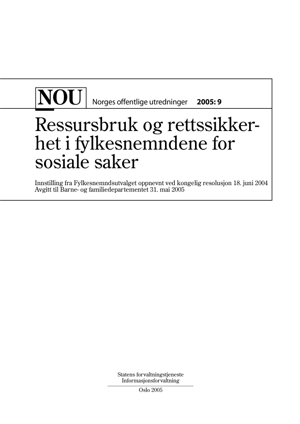 NOU Norges offentlige utredninger 2005: 9
Ressursbruk og rettssikker-
het i fylkesnemndene for
sosiale saker
Innstilling fra Fylkesnemndsutvalget oppnevnt ved kongelig resolusjon 18. juni 2004
Avgitt til Barne- og familiedepartementet 31. mai 2005
Statens forvaltningstjeneste
Informasjonsforvaltning
Oslo 2005